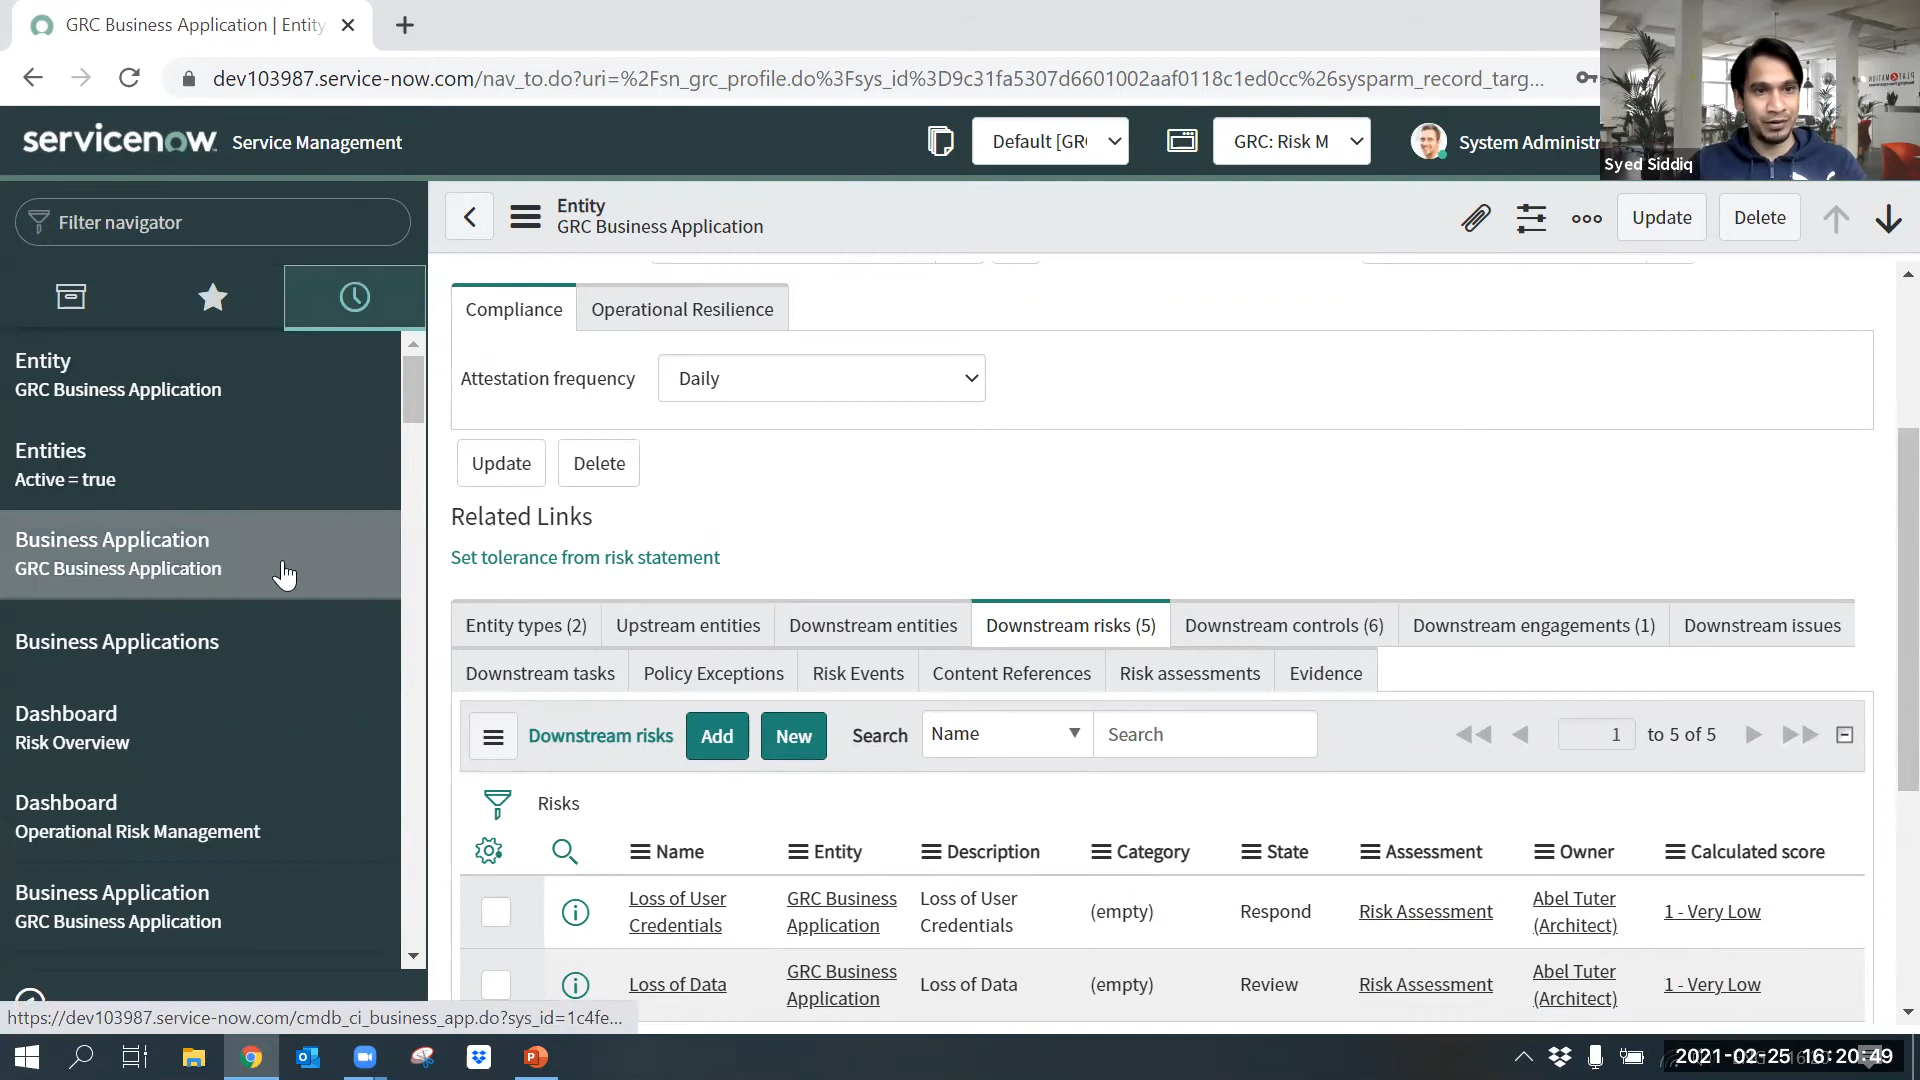 GRC Business Application | Entity
dev103987.service-now.com/nav_to.do?uri=%2Fsn_grc_profile.do%3Fsys_id%3D9c31fa5307d6601002aaf0118c1ed0cc%26sysparm_record_targ...
servicenow Service Management
Default [GR
GRC: Risk M
System Administr
Syed Siddiq
Filter navigator
Entity
GRC Business Application
Update
Delete
Entity
GRC Business Application
Entities
Active = true
Business Application
GRC Business Application
Business Applications
Dashboard
Risk Overview
Dashboard
Operational Risk Management
Business Application
GRC Business Application
Compliance
Operational Resilience
Attestation frequency
Daily
Update
Delete
Related Links
Set tolerance from risk statement
Entity types (2)
Upstream entities
Downstream entities
Downstream risks (5)
Downstream controls (6)
Downstream engagements (1)
Downstream issues
Downstream tasks
Policy Exceptions
Risk Events
Content References
Risk assessments
Evidence
Downstream risks
Add
New
Search
Name
Search
1
to 5 of 5
Risks
Name
Entity
Description
Category
State
Assessment
Owner
Calculated score
Loss of User
Credentials
GRC Business
Application
Loss of User
Credentials
(empty)
Respond
Risk Assessment
Abel Tuter
(Architect)
1 - Very Low
Loss of Data
GRC Business
Application
Loss of Data
(empty)
Review
Risk Assessment
Abel Tuter
(Architect)
1 - Very Low
https://dev103987.service-now.com/cmdb_ci_business_app.do?sys_id=1c4fe...
2021-02-25 16:20:49